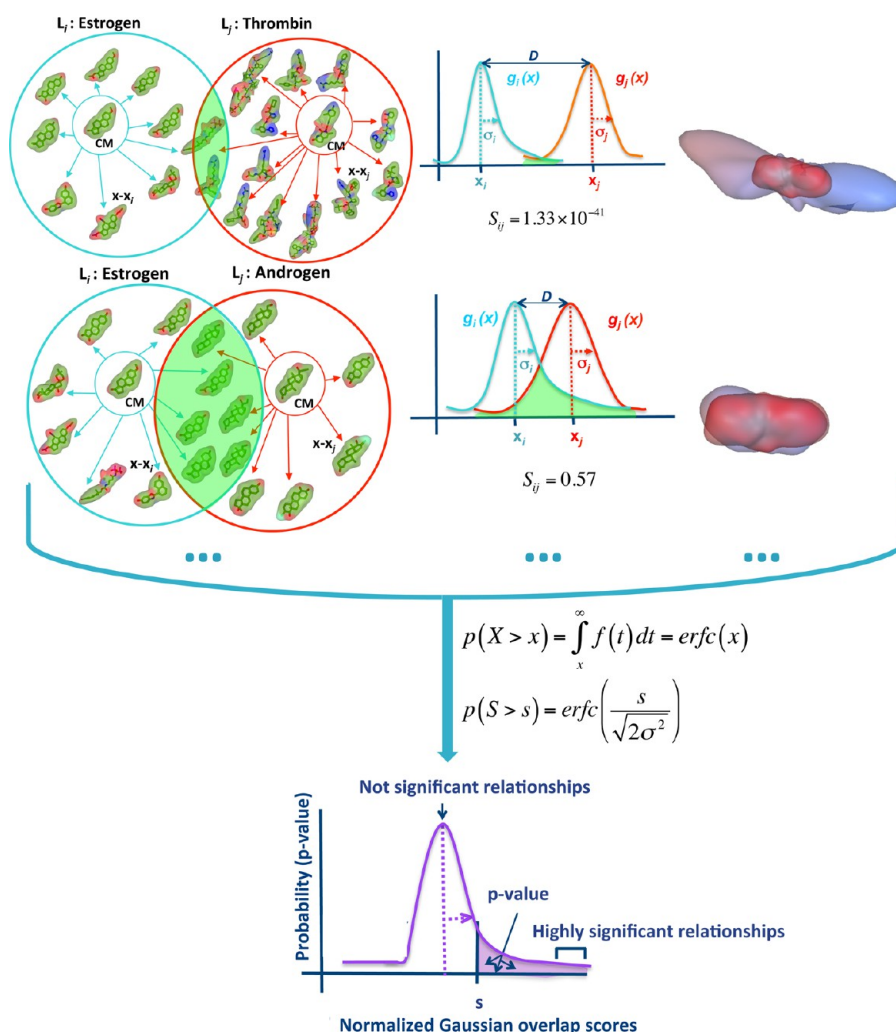 L_i : Estrogen
L_j : Thrombin
CM
CM
x-x_i
x-x_j
D
g_i(x)
g_j(x)
σ_i
σ_j
x_i
x_j
S_ij = 1.33×10^-41
L_i : Estrogen
L_j : Androgen
CM
CM
x-x_i
x-x_j
D
g_i(x)
g_j(x)
σ_i
σ_j
x_i
x_j
S_ij = 0.57
...
...
...
p(X > x) = ∫_x^∞ f(t)dt = erfc(x)
p(S > s) = erfc(s/√(2σ²))
Not significant relationships
Probability (p-value)
p-value
Highly significant relationships
s
Normalized Gaussian overlap scores